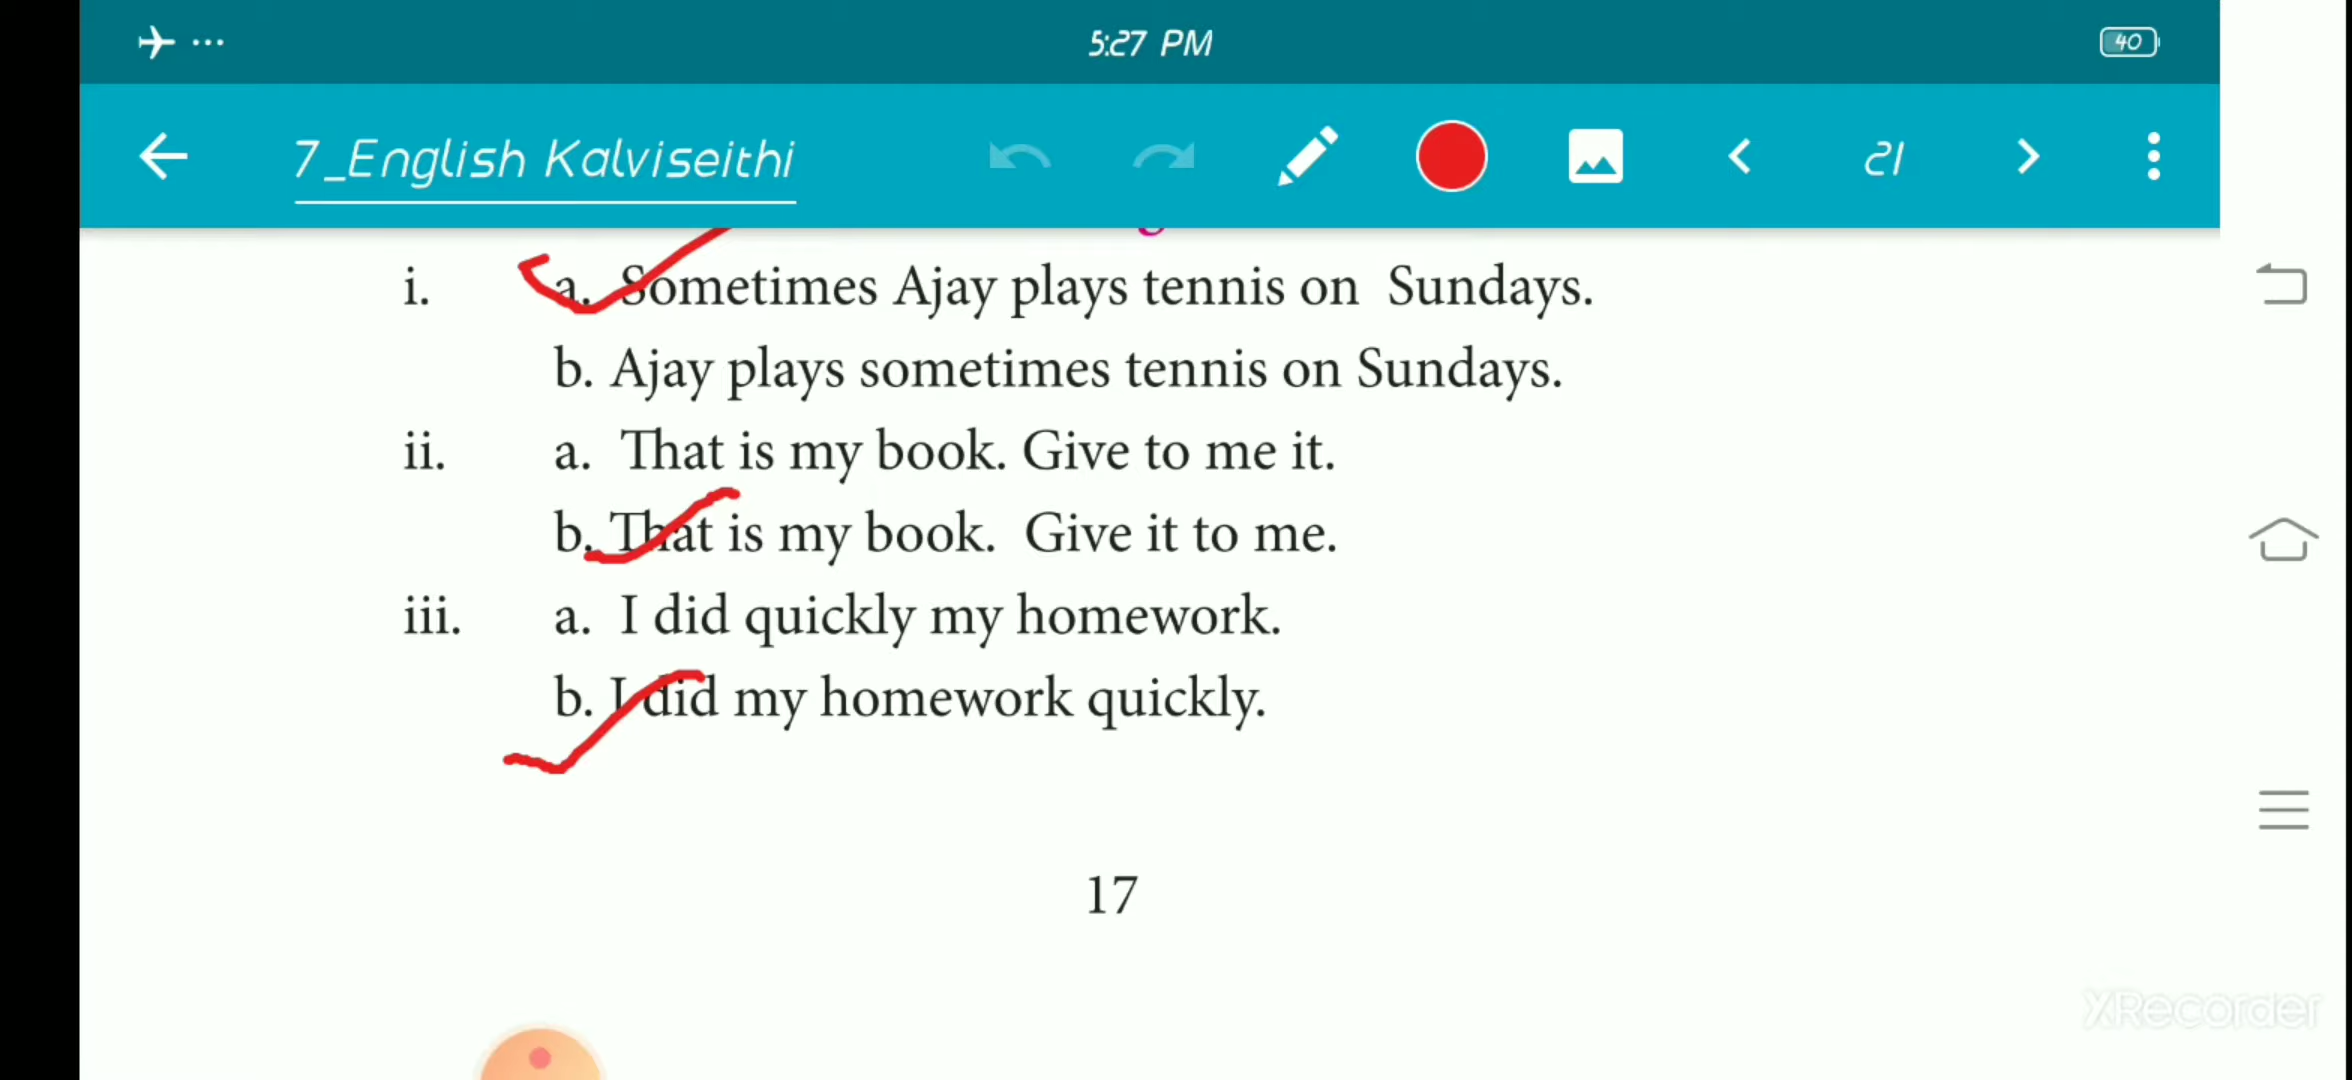 5:27 PM
40
7_English Kalviseithi
21
i. a. Sometimes Ajay plays tennis on Sundays.
b. Ajay plays sometimes tennis on Sundays.
ii. a. That is my book. Give to me it.
b. That is my book. Give it to me.
iii. a. I did quickly my homework.
b. I did my homework quickly.
17
XRecorder